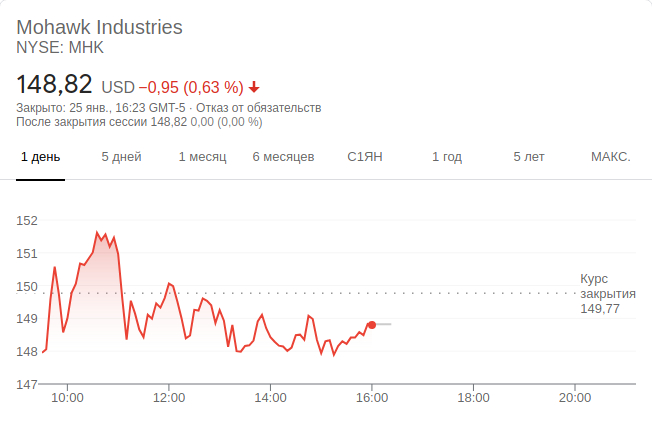 Mohawk Industries
NYSE: MHK
148,82 USD −0,95 (0,63 %)
Закрыто: 25 янв., 16:23 GMT-5 · Отказ от обязательств
После закрытия сессии 148,82 0,00 (0,00 %)
1 день 5 дней 1 месяц 6 месяцев С1ЯН 1 год 5 лет МАКС.
152
151
150
149
148
147
Курс
закрытия
149,77
10:00 12:00 14:00 16:00 18:00 20:00